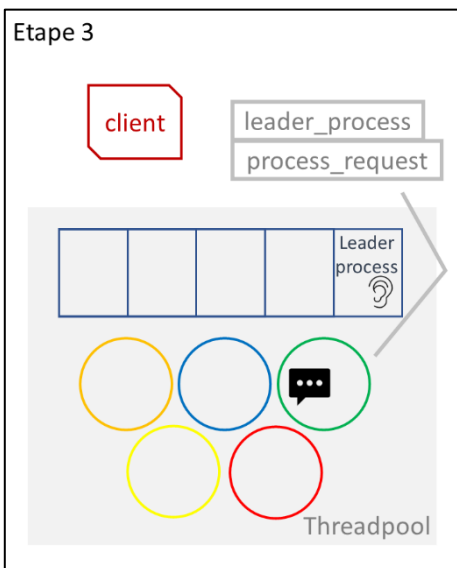 Etape 3
client
leader_process
process_request
Leader
process
Threadpool